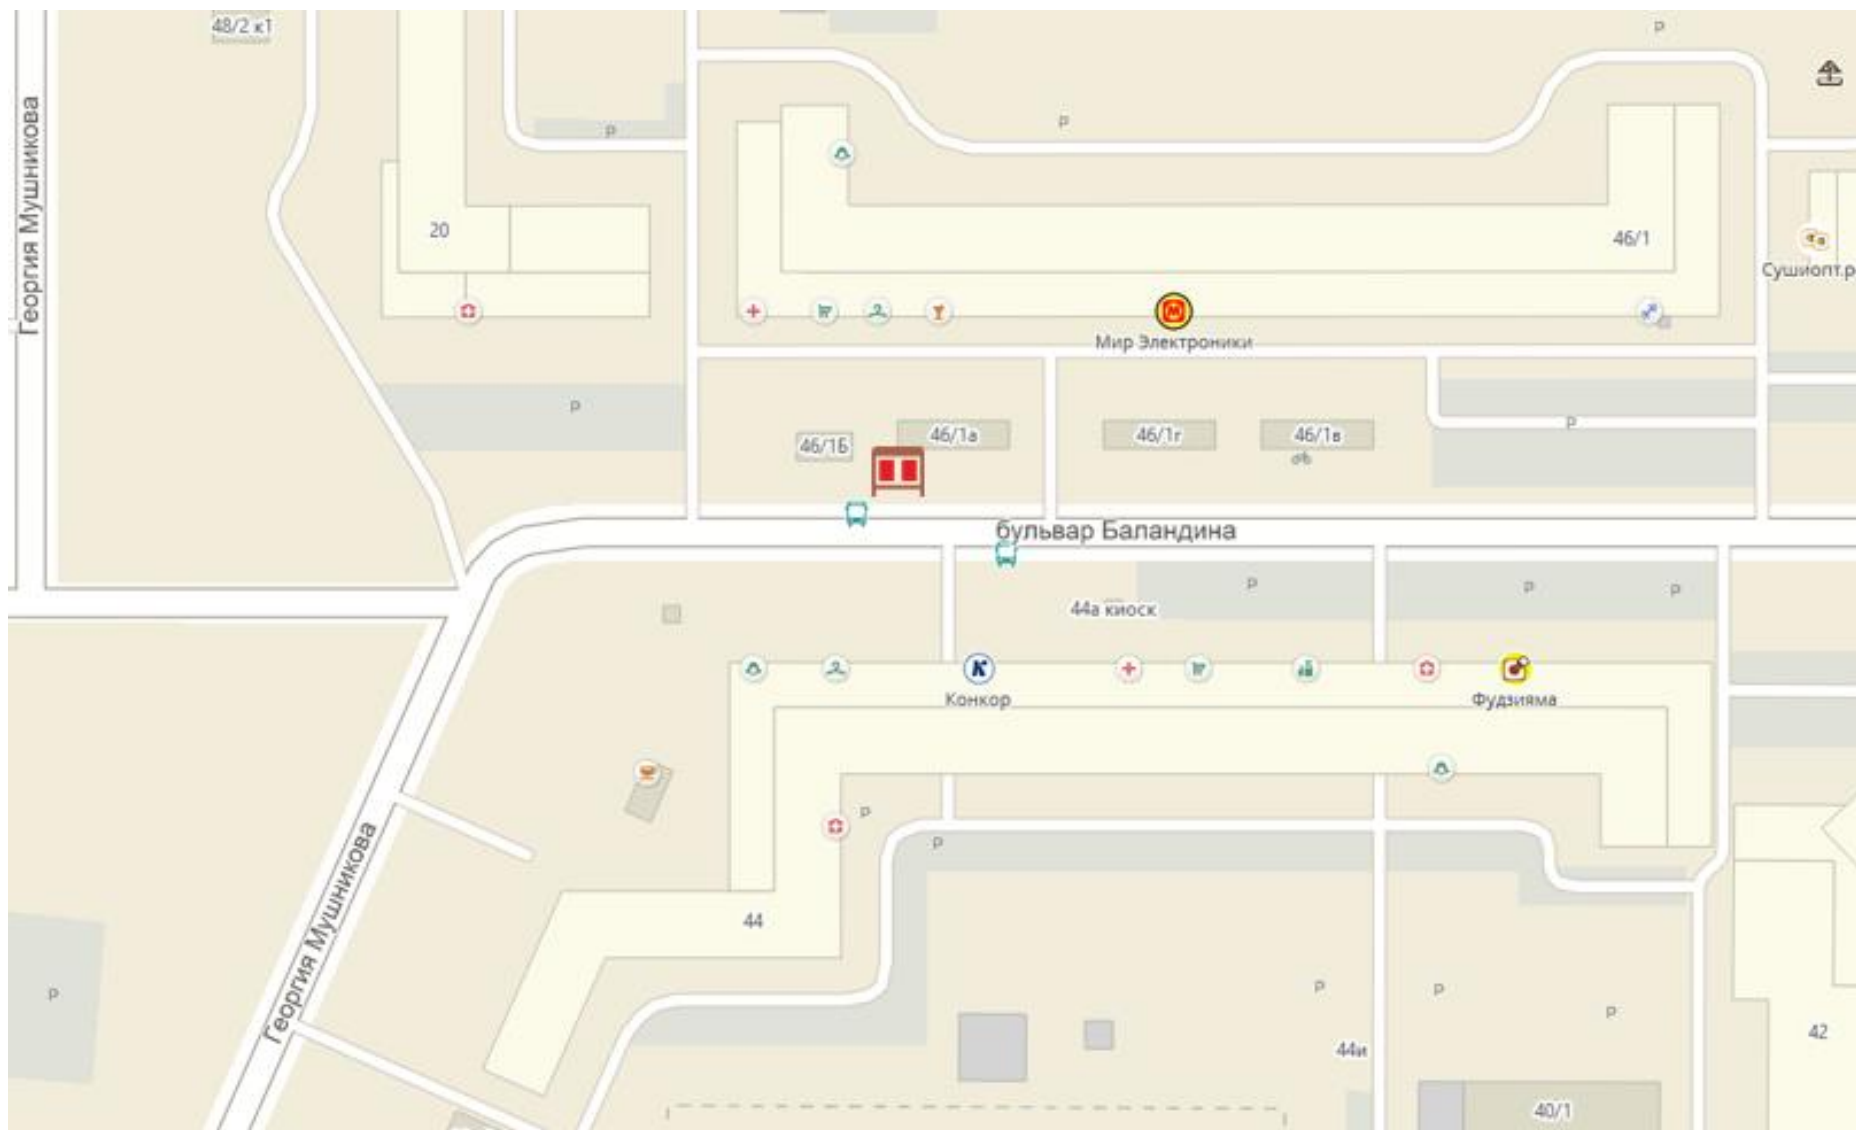 48/2 к1
P
P
P
Георгия Мушникова
20
46/1
Сушиопт.р
Мир Электроники
P
P
46/1Б
46/1а
46/1г
46/1в
бульвар Баландина
P
P
P
44а киоск
Конкор
Фудзияма
P
P
44
Георгия Мушникова
P
P
P
P
42
44и
40/1